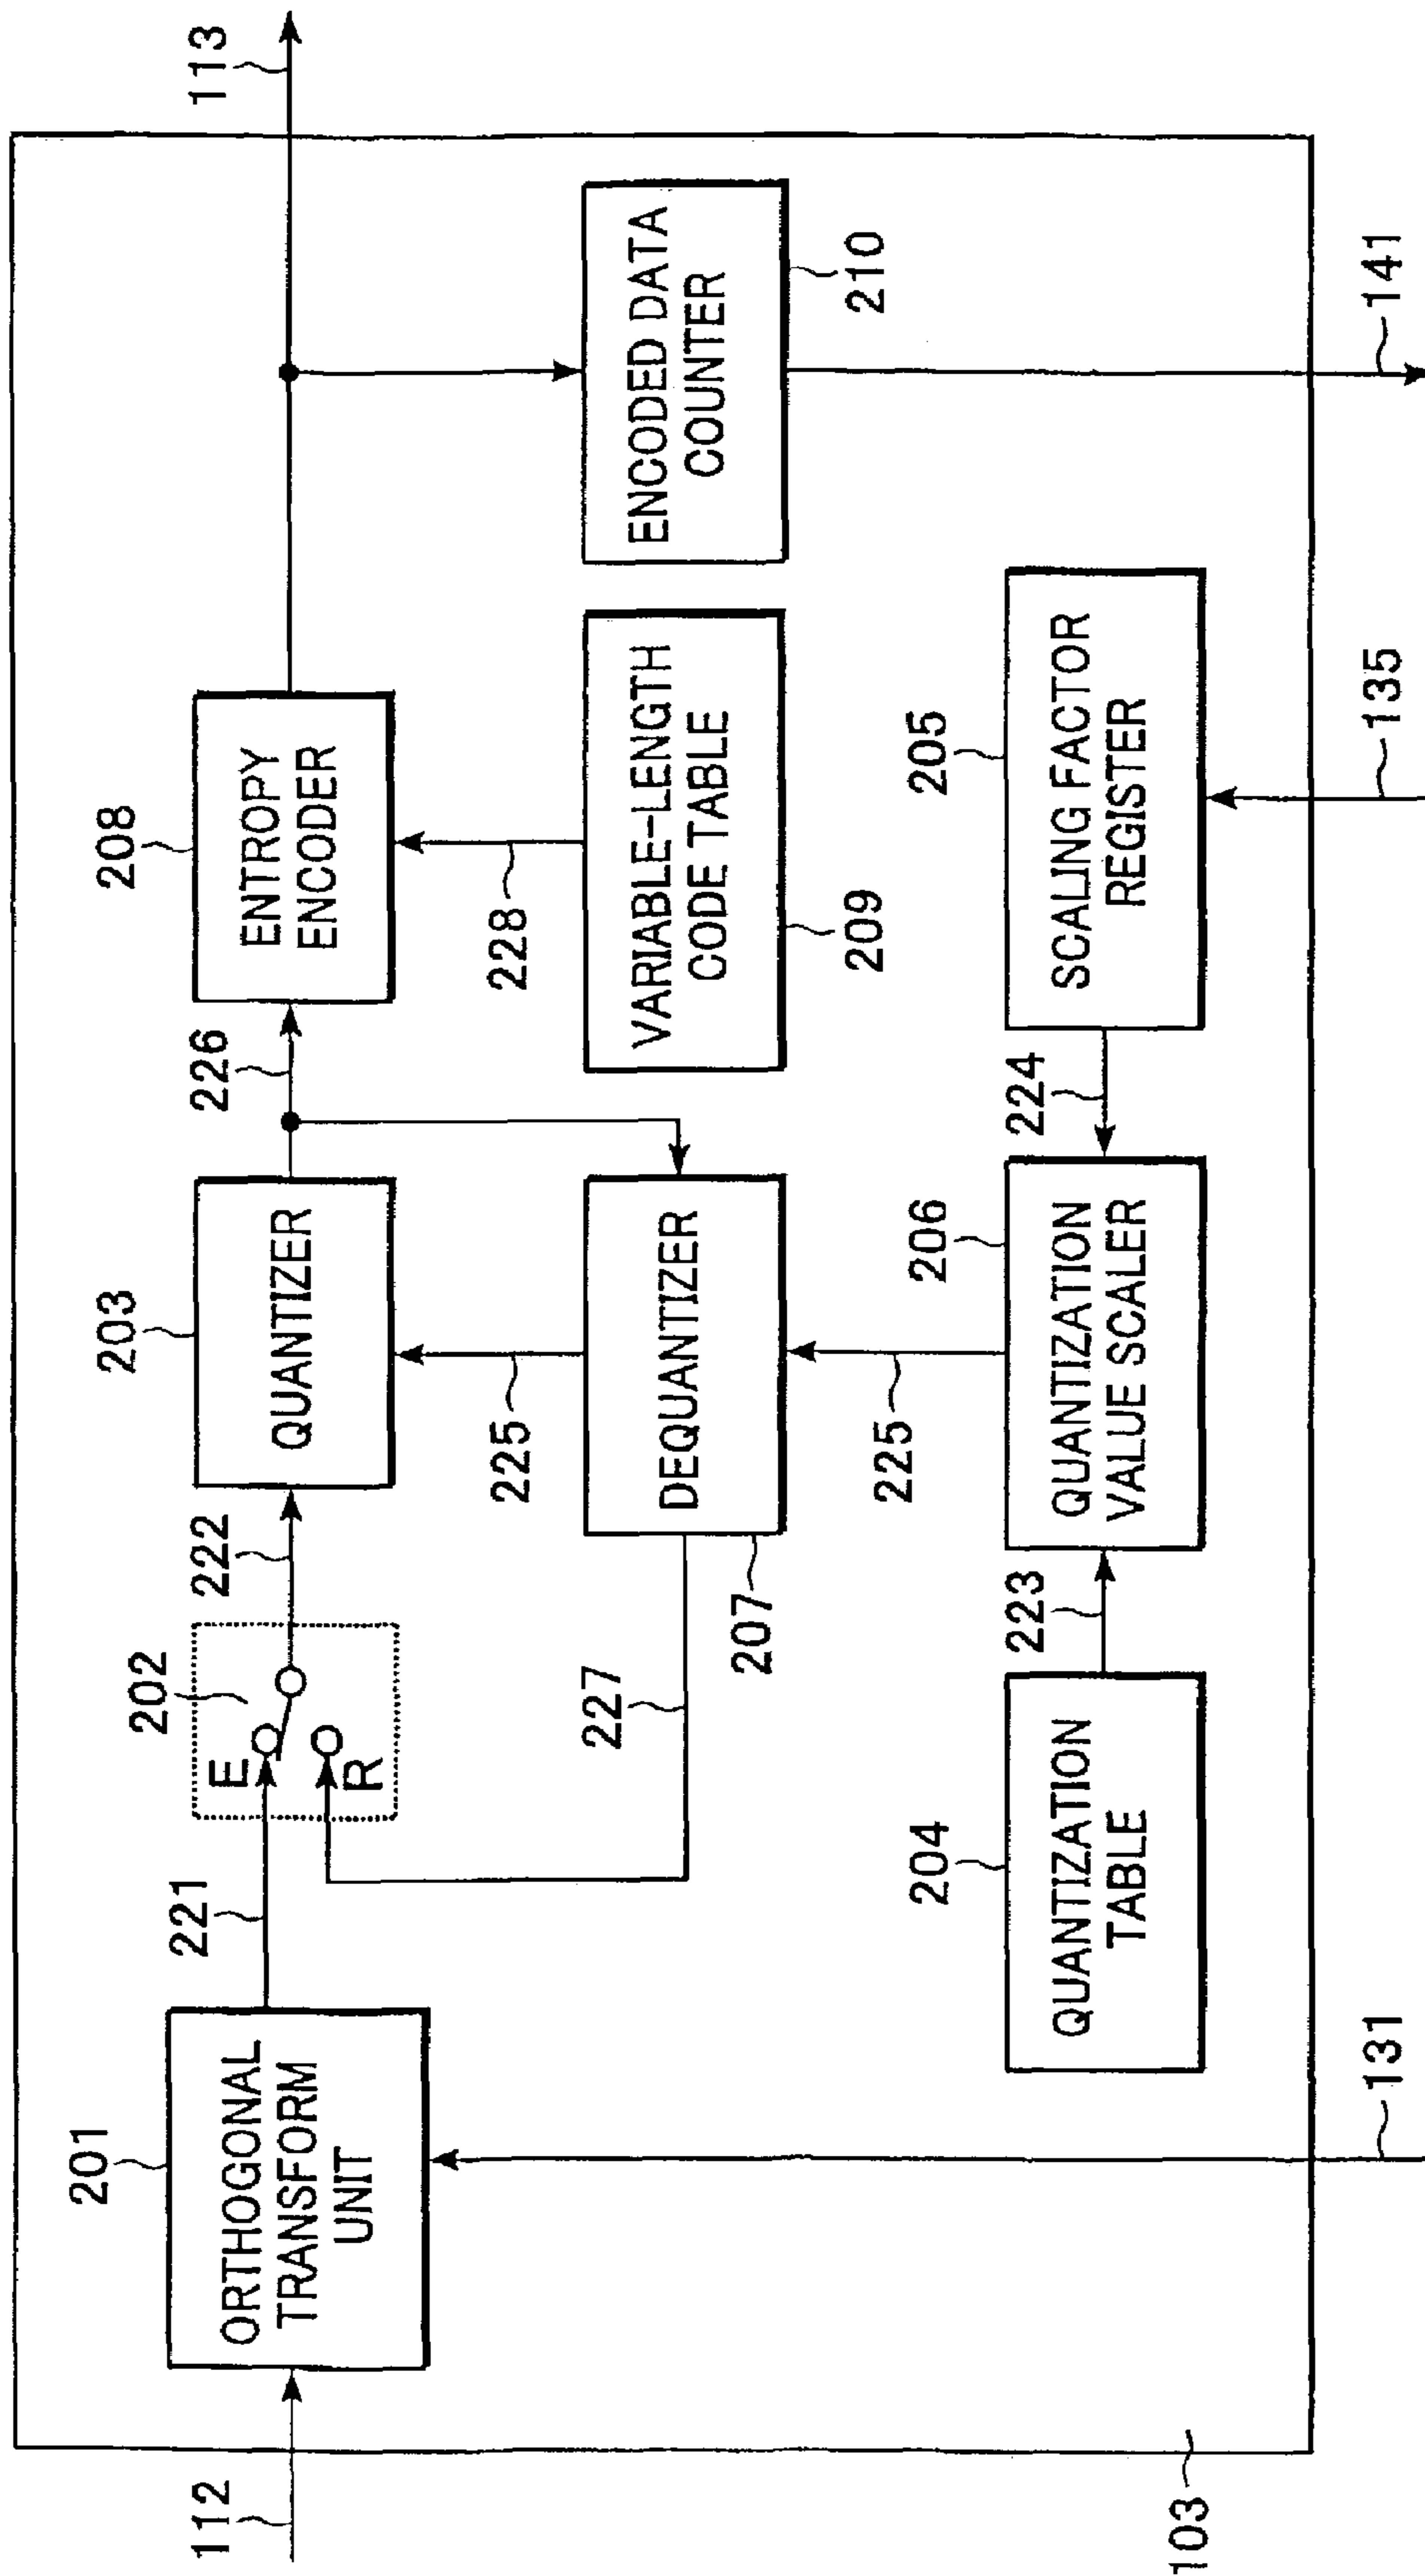 112
201
ORTHOGONAL
TRANSFORM
UNIT
221
202
E
R
222
203
QUANTIZER
226
208
ENTROPY
ENCODER
113
227
225
228
207
DEQUANTIZER
VARIABLE-LENGTH
CODE TABLE
209
ENCODED DATA
COUNTER
210
225
204
QUANTIZATION
TABLE
223
206
QUANTIZATION
VALUE SCALER
224
205
SCALING FACTOR
REGISTER
103
131
135
141